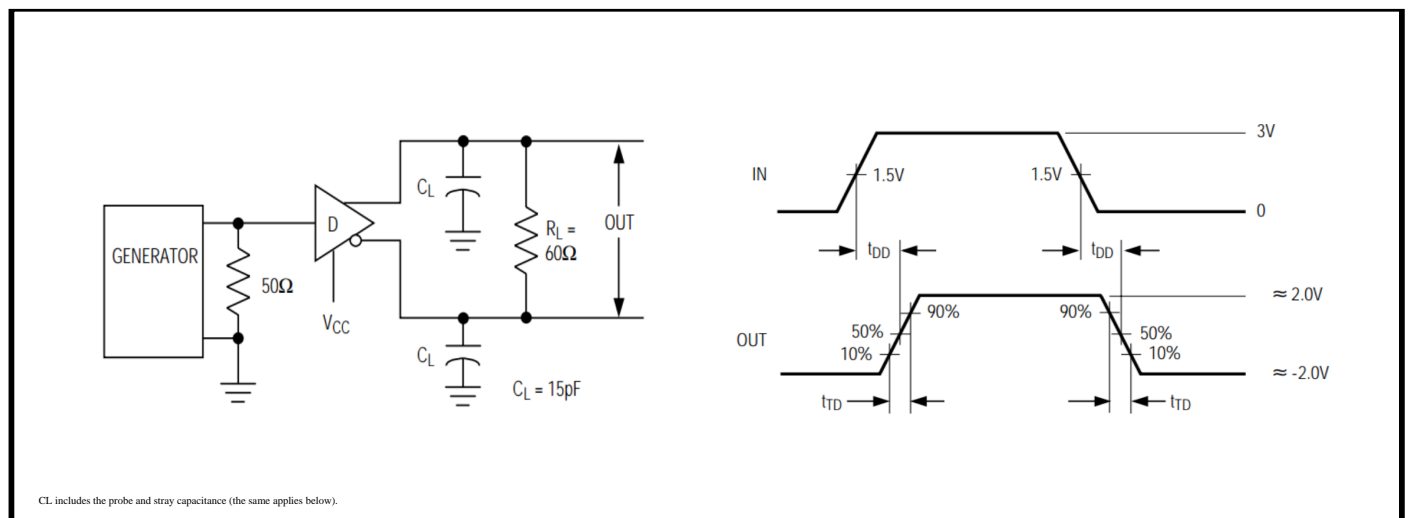 GENERATOR
50Ω
D
VCC
CL
CL
CL = 15pF
RL =
60Ω
OUT
IN
1.5V
1.5V
3V
0
tDD
tDD
OUT
90%
50%
10%
90%
50%
10%
≈ 2.0V
≈ -2.0V
tTD
tTD
CL includes the probe and stray capacitance (the same applies below).